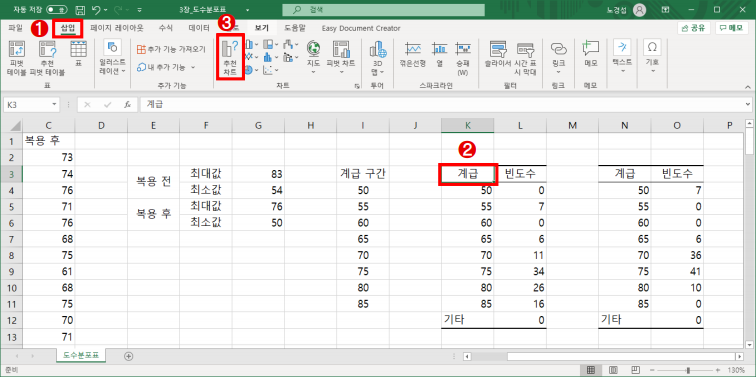 자동 저장
3장_도수분포표
검색
노경섭
1
3
파일 삽입 페이지 레이아웃 수식 데이터 보기 도움말 Easy Document Creator
공유 메모
피벗 테이블
추천 피벗 테이블
표
일러스트레이션
추가 기능 가져오기
내 추가 기능
추천 차트
지도
피벗 차트
3D 맵
꺾은선형
열
승패 (W)
슬라이서
시간 표시 막대
링크
메모
텍스트
기호
표 추가 기능 차트 투어 스파크라인 필터 링크 메모
K3 fx 계급
2
C D E F G H I J K L M N O P
1 복용 후
2 73
3 74 복용 전 최대값 83 계급 구간 계급 빈도수 계급 빈도수
4 76 최소값 54 50 50 0 50 7
5 71 복용 후 최대값 76 55 55 7 55 0
6 76 최소값 50 60 60 0 60 0
7 68 65 65 6 65 6
8 75 70 70 11 70 36
9 61 75 75 34 75 41
10 68 80 80 26 80 10
11 75 85 85 16 85 0
12 70 기타 0 기타 0
13 71
도수분포표
준비
130%